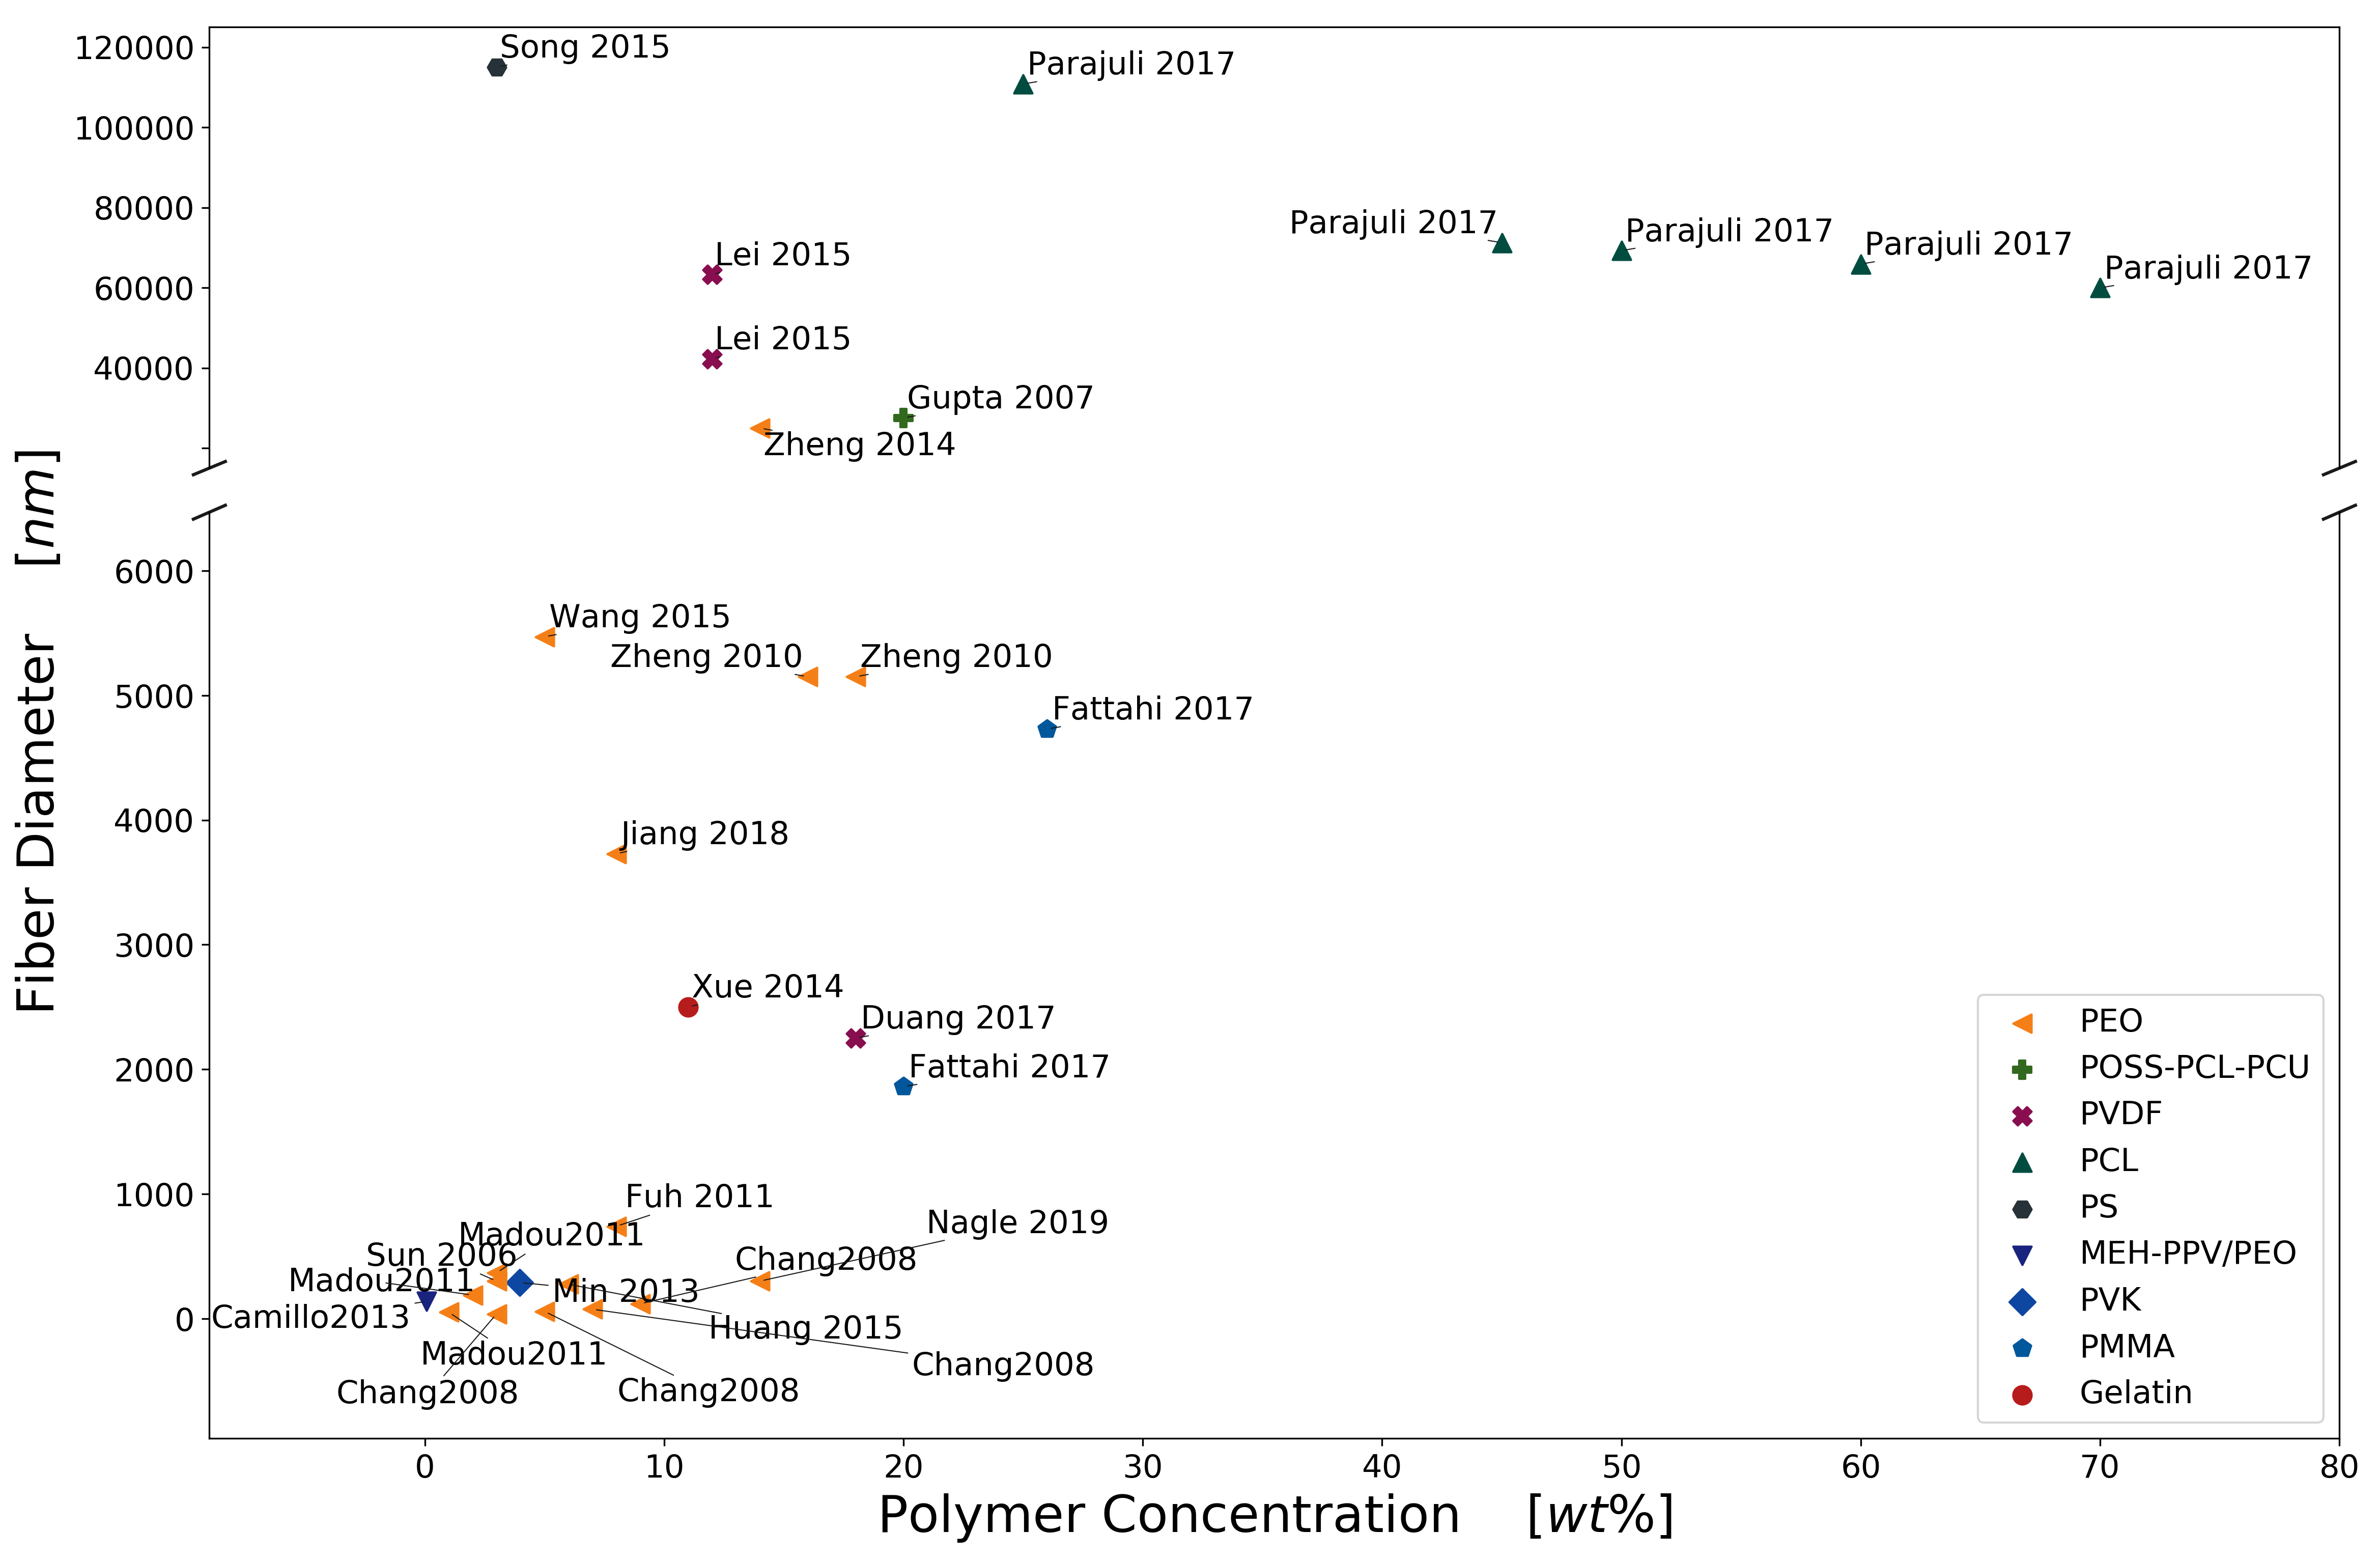 120000
100000
80000
60000
40000
Song 2015
Parajuli 2017
Parajuli 2017
Parajuli 2017
Parajuli 2017
Parajuli 2017
Lei 2015
Lei 2015
Gupta 2007
Zheng 2014
Fiber Diameter [nm]
6000
5000
4000
3000
2000
1000
0
Wang 2015
Zheng 2010
Zheng 2010
Fattahi 2017
Jiang 2018
Xue 2014
Duang 2017
Fattahi 2017
Fuh 2011
Nagle 2019
Madou2011
Sun 2006
Chang2008
Madou2011
Min 2013
Camillo2013
Huang 2015
Madou2011
Chang2008
Chang2008
Chang2008
PEO
POSS-PCL-PCU
PVDF
PCL
PS
MEH-PPV/PEO
PVK
PMMA
Gelatin
0 10 20 30 40 50 60 70 80
Polymer Concentration [wt%]